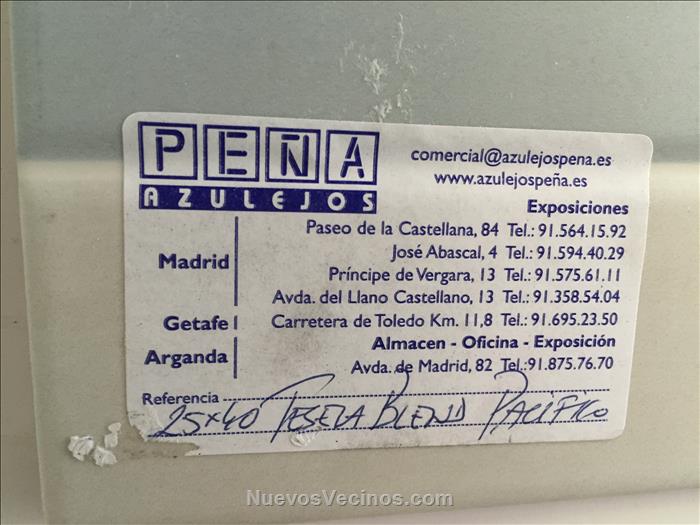 PEÑA
AZULEJOS
comercial@azulejospena.es
www.azulejospeña.es
Exposiciones
Madrid
Paseo de la Castellana, 84 Tel.: 91.564.15.92
José Abascal, 4 Tel.: 91.594.40.29
Príncipe de Vergara, 13 Tel.: 91.575.61.11
Avda. del Llano Castellano, 13 Tel.: 91.358.54.04
Getafe Carretera de Toledo Km. 11,8 Tel.: 91.695.23.50
Arganda
Almacen - Oficina - Exposición
Avda. de Madrid, 82 Tel.:91.875.76.70
Referencia
25x40 TESELA BLEND PACIFICO
NuevosVecinos.com